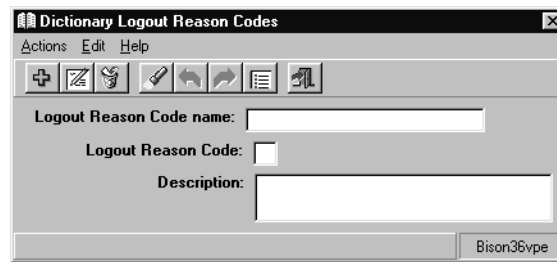 Dictionary Logout Reason Codes
Actions Edit Help
Logout Reason Code name:
Logout Reason Code:
Description:
Bison36vpe